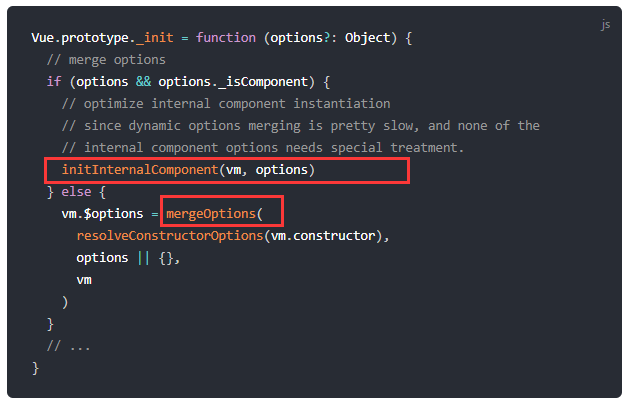 js
Vue.prototype._init = function (options?: Object) {
// merge options
if (options && options._isComponent) {
// optimize internal component instantiation
// since dynamic options merging is pretty slow, and none of the
// internal component options needs special treatment.
initInternalComponent(vm, options)
} else {
vm.$options = mergeOptions(
resolveConstructorOptions(vm.constructor),
options || {},
vm
)
}
// ...
}